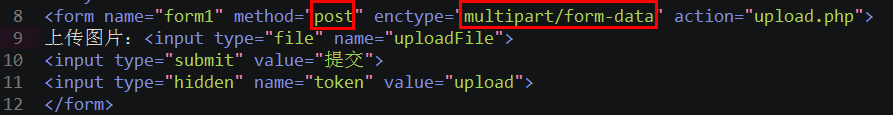 8 <form name="form1" method="post" enctype="multipart/form-data" action="upload.php">
9 上传图片：<input type="file" name="uploadFile">
10 <input type="submit" value="提交">
11 <input type="hidden" name="token" value="upload">
12 </form>